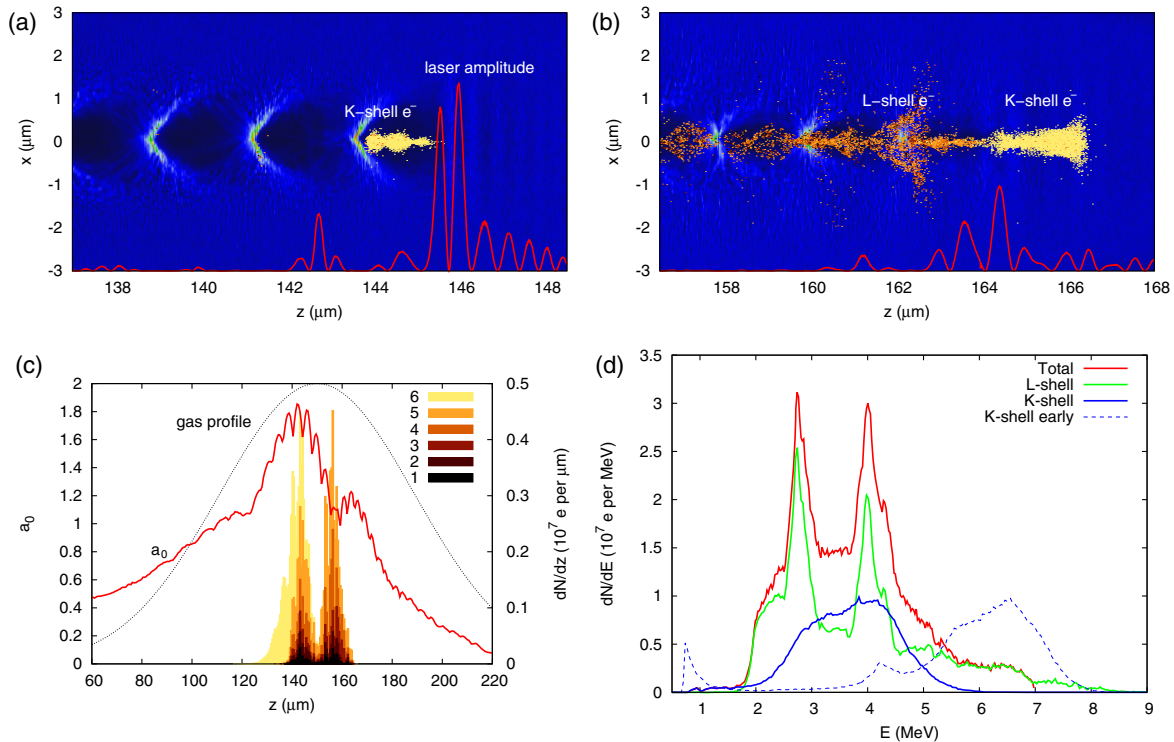 (a)
3
2
1
0
-1
-2
-3
x (μm)
138 140 142 144 146 148
z (μm)
laser amplitude
K−shell e−
(b)
3
2
1
0
-1
-2
-3
x (μm)
158 160 162 164 166 168
z (μm)
L−shell e− K−shell e−
(c)
2
1.8
1.6
1.4
1.2
1
0.8
0.6
0.4
0.2
0
a0
60 80 100 120 140 160 180 200 220
z (μm)
0.5
0.4
0.3
0.2
0.1
0
dN/dz (10^7 e per μm)
gas profile
a0
6
5
4
3
2
1
(d)
3.5
3
2.5
2
1.5
1
0.5
0
dN/dE (10^7 e per MeV)
1 2 3 4 5 6 7 8 9
E (MeV)
Total
L-shell
K-shell
K-shell early